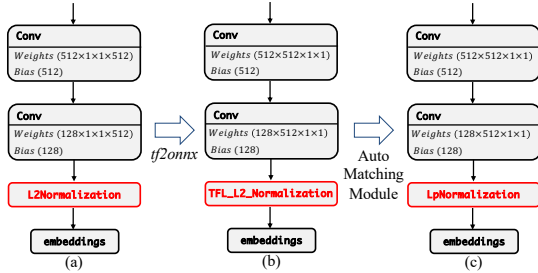 Conv
Weights (512×1×1×512)
Bias (512)
Conv
Weights (128×1×1×512)
Bias (128)
L2Normalization
embeddings
(a)
tf2onnx
Conv
Weights (512×512×1×1)
Bias (512)
Conv
Weights (128×512×1×1)
Bias (128)
TFL_L2_Normalization
embeddings
(b)
Auto
Matching
Module
Conv
Weights (512×512×1×1)
Bias (512)
Conv
Weights (128×512×1×1)
Bias (128)
LpNormalization
embeddings
(c)